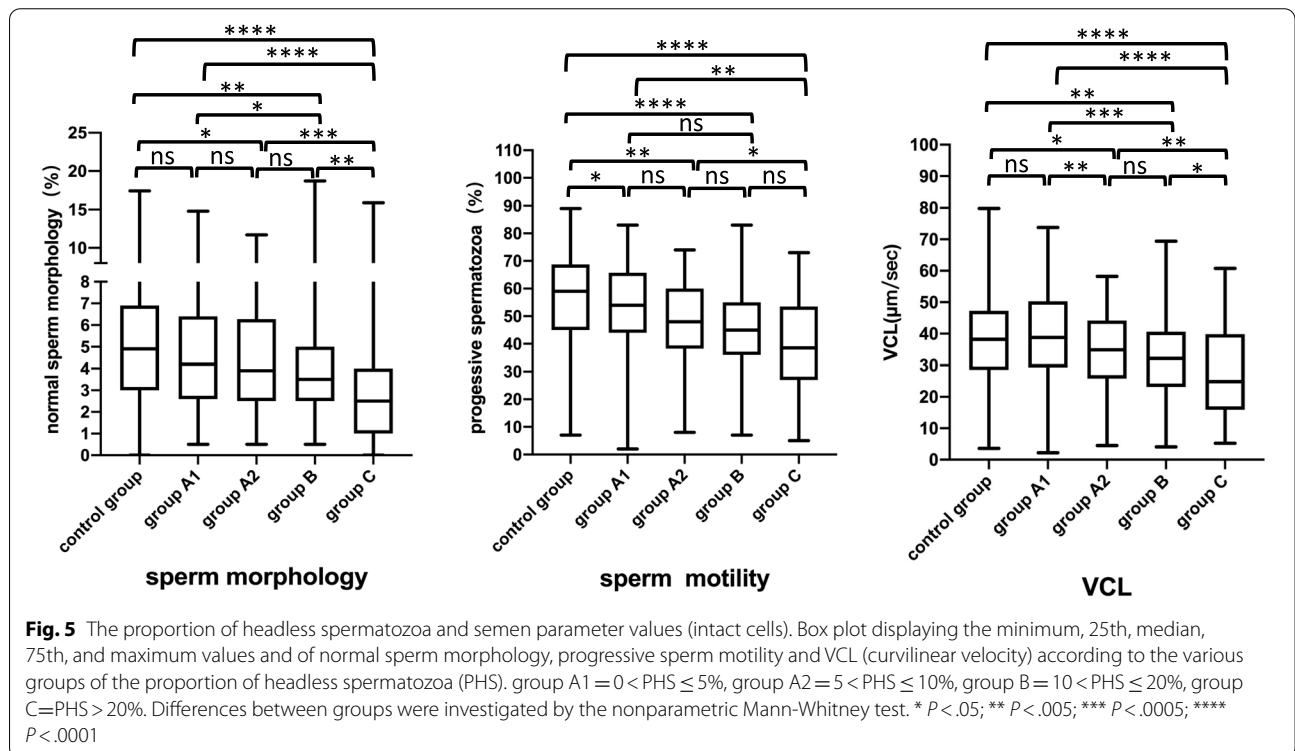 ****
****
**
*
* ***
ns ns ns **
25
20
15
10
8
7
6
5
4
3
2
1
0
normal sperm morphology (%)
control group
group A1
group A2
group B
group C
sperm morphology
****
**
****
ns
** *
* ns ns ns
110
100
90
80
70
60
50
40
30
20
10
0
progessive spermatozoa (%)
control group
group A1
group A2
group B
group C
sperm motility
****
****
**
***
* **
ns ** ns *
100
90
80
70
60
50
40
30
20
10
0
VCL(µm/sec)
control group
group A1
group A2
group B
group C
VCL
Fig. 5 The proportion of headless spermatozoa and semen parameter values (intact cells). Box plot displaying the minimum, 25th, median,
75th, and maximum values and of normal sperm morphology, progressive sperm motility and VCL (curvilinear velocity) according to the various
groups of the proportion of headless spermatozoa (PHS). group A1 = 0 < PHS ≤ 5%, group A2 = 5 < PHS ≤ 10%, group B = 10 < PHS ≤ 20%, group
C=PHS > 20%. Differences between groups were investigated by the nonparametric Mann-Whitney test. * P < .05; ** P < .005; *** P < .0005; ****
P < .0001